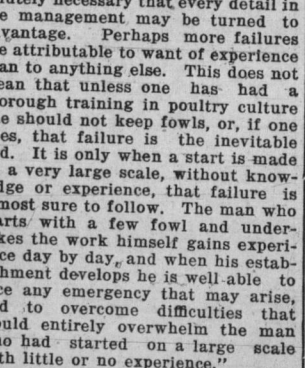 utely necessary that every detail in
e management may be turned to
vantage. Perhaps more failures
e attributable to want of experience
an to anything else. This does not
ean that unless one has had a
orough training in poultry culture
e should not keep fowls, or, if one
es, that failure is the inevitable
d. It is only when a start is made
a very large scale, without know-
dge or experience, that failure is
most sure to follow. The man who
arts with a few fowl and under-
kes the work himself gains experi-
ce day by day, and when his estab-
hment develops he is well able to
ce any emergency that may arise,
d to overcome difficulties that
uld entirely overwhelm the man
o had started on a large scale
th little or no experience."